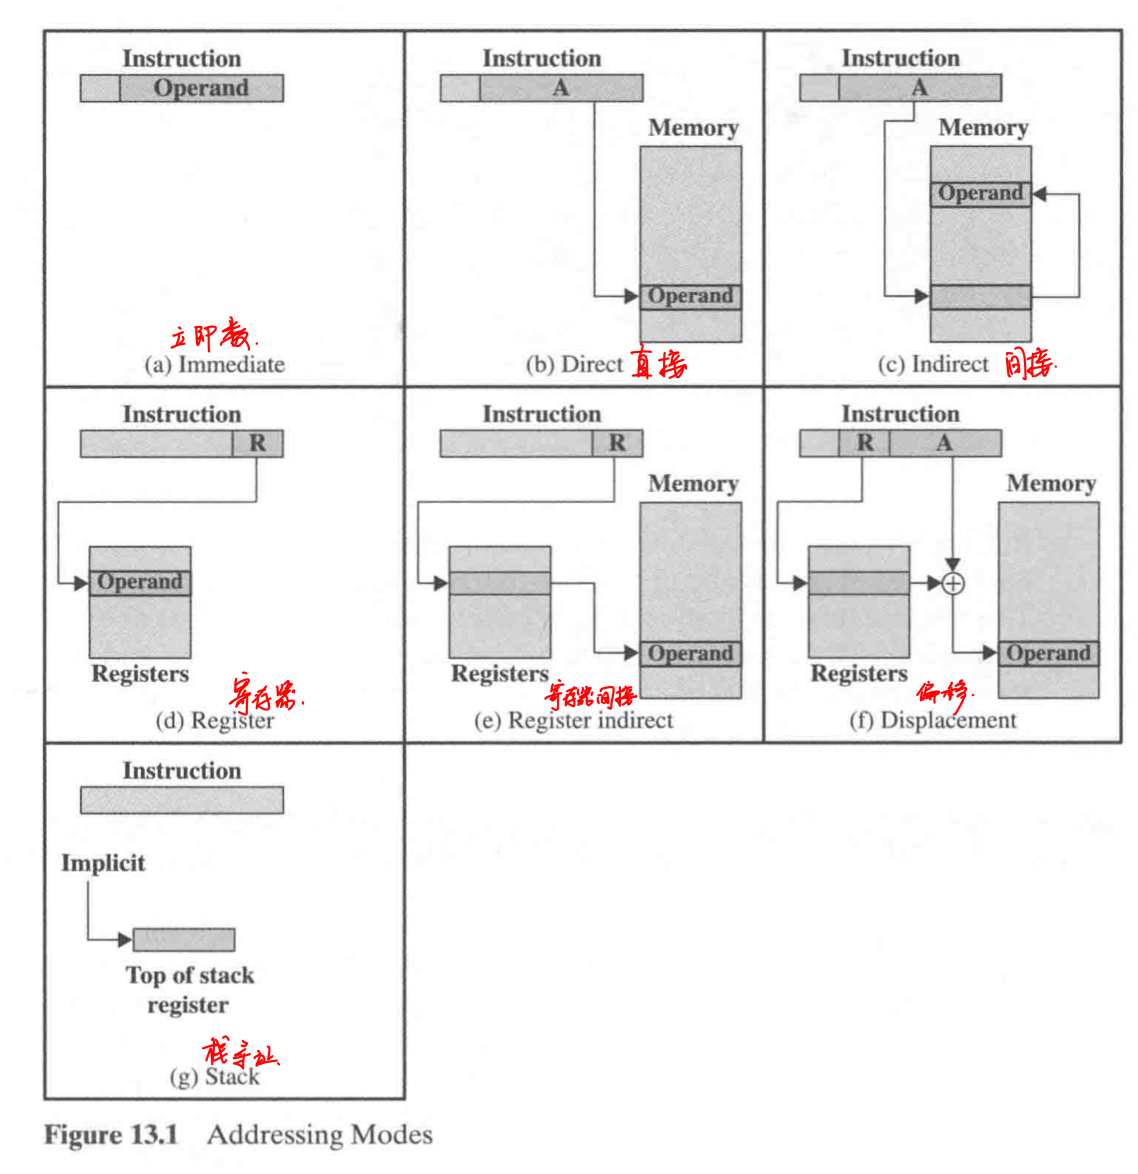 Instruction
Operand
立即数.
(a) Immediate
Instruction
A
Memory
Operand
(b) Direct 直接
Instruction
A
Memory
Operand
(c) Indirect 间接.
Instruction
R
Operand
Registers
寄存器.
(d) Register
Instruction
R
Memory
Operand
Registers
寄存器间接
(e) Register indirect
Instruction
R A
Memory
+
Operand
Registers
偏移.
(f) Displacement
Instruction
Implicit
Top of stack
register
栈寻址
(g) Stack
Figure 13.1 Addressing Modes